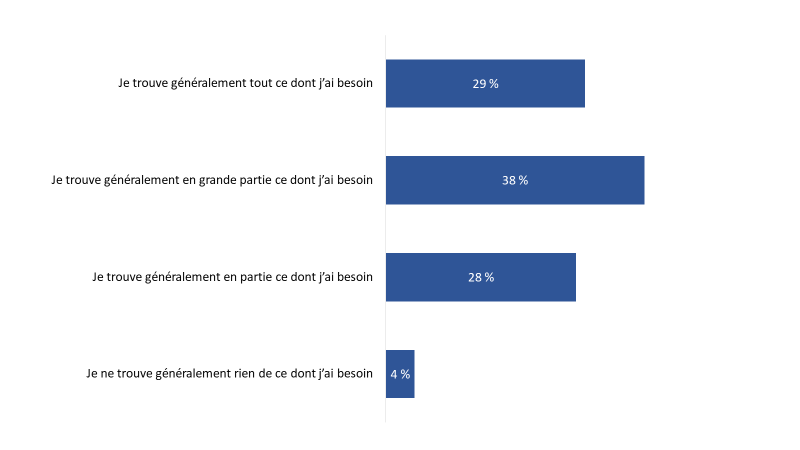 Je trouve généralement tout ce dont j’ai besoin
29 %
Je trouve généralement en grande partie ce dont j’ai besoin
38 %
Je trouve généralement en partie ce dont j’ai besoin
28 %
Je ne trouve généralement rien de ce dont j’ai besoin
4 %